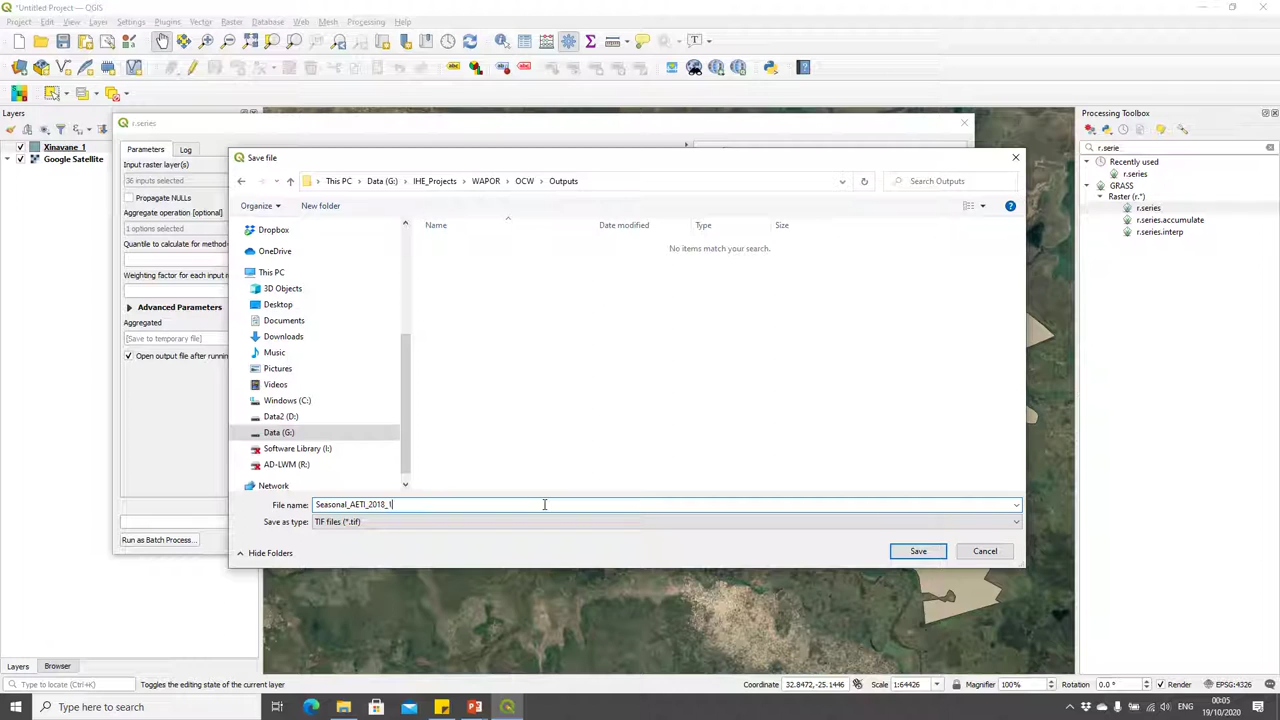 *Untitled Project — QGIS
Project Edit View Layer Settings Plugins Vector Raster Database Web Mesh Processing Help
Layers
Xinavane_1
Google Satellite
r.series
Parameters
Log
Input raster layer(s)
36 inputs selected
Propagate NULLs
Aggregate operation [optional]
1 options selected
Quantile to calculate for method
Weighting factor for each input r
Advanced Parameters
Aggregated
[Save to temporary file]
Open output file after runnin
Run as Batch Process...
Save file
This PC > Data (G:) > IHE_Projects > WAPOR > OCW > Outputs
Search Outputs
Organize
New folder
Name
Date modified
Type
Size
No items match your search.
Dropbox
OneDrive
This PC
3D Objects
Desktop
Documents
Downloads
Music
Pictures
Videos
Windows (C:)
Data2 (D:)
Data (G:)
Software Library (I:)
AD-LWM (R:)
Network
File name: Seasonal_AETI_2018_1
Save as type: TIF files (*.tif)
Hide Folders
Save
Cancel
Processing Toolbox
r.serie
Recently used
r.series
GRASS
Raster (r.*)
r.series
r.series.accumulate
r.series.interp
Layers
Browser
Type to locate (Ctrl+K)
Toggles the editing state of the current layer
Coordinate 32.8472,-25.1446
Scale 1:64426
Magnifier 100%
Rotation 0.0 °
Render
EPSG:4326
Type here to search
ENG
00:05
19/10/2020